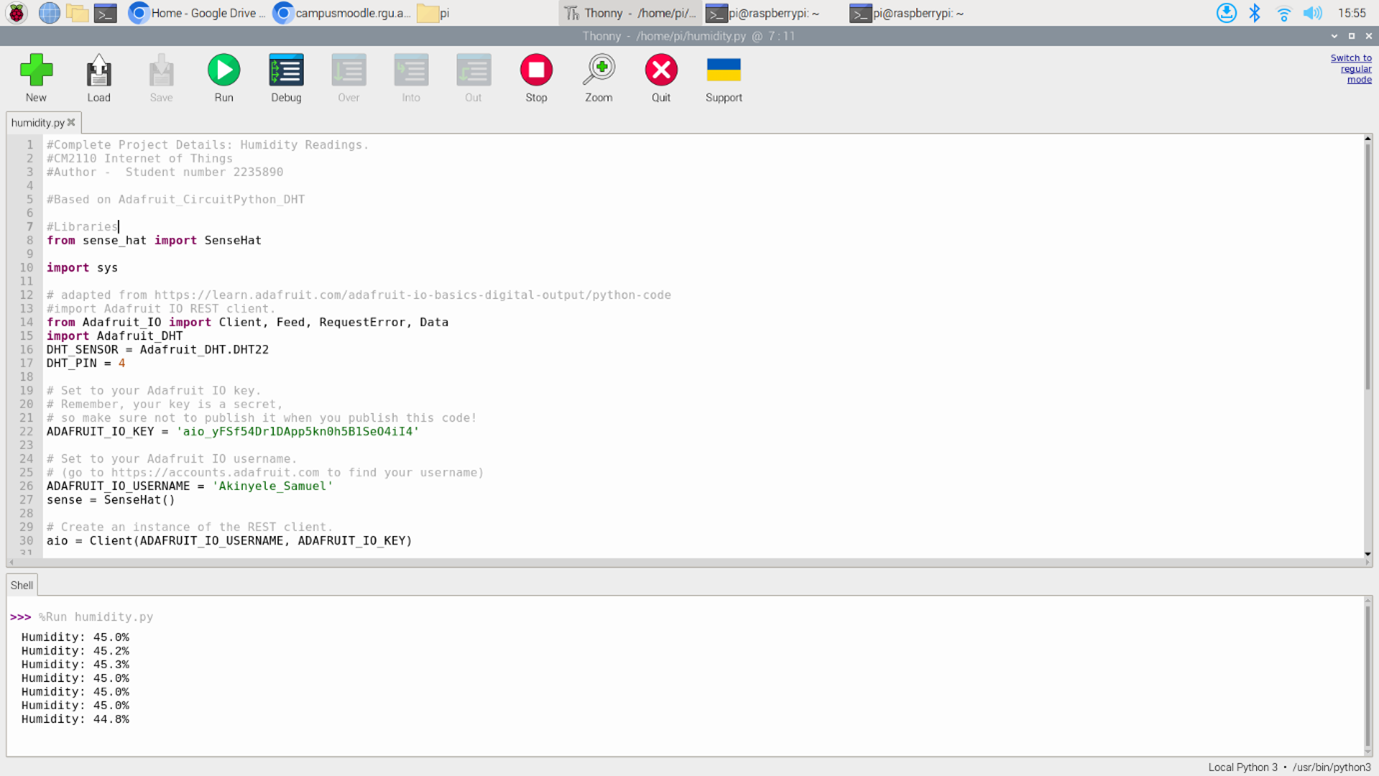 Home - Google Drive ...
campusmoodle.rgu.a...
pi
Thonny - /home/pi/...
pi@raspberrypi: ~
pi@raspberrypi: ~
15:55
Thonny - /home/pi/humidity.py @ 7 : 11
New
Load
Save
Run
Debug
Over
Into
Out
Stop
Zoom
Quit
Support
Switch to
regular
mode
humidity.py
1 #Complete Project Details: Humidity Readings.
2 #CM2110 Internet of Things
3 #Author -  Student number 2235890
4
5 #Based on Adafruit_CircuitPython_DHT
6
7 #Libraries
8 from sense_hat import SenseHat
9
10 import sys
11
12 # adapted from https://learn.adafruit.com/adafruit-io-basics-digital-output/python-code
13 #import Adafruit IO REST client.
14 from Adafruit_IO import Client, Feed, RequestError, Data
15 import Adafruit_DHT
16 DHT_SENSOR = Adafruit_DHT.DHT22
17 DHT_PIN = 4
18
19 # Set to your Adafruit IO key.
20 # Remember, your key is a secret,
21 # so make sure not to publish it when you publish this code!
22 ADAFRUIT_IO_KEY = 'aio_yFSf54Dr1DApp5kn0h5B1SeO4iI4'
23
24 # Set to your Adafruit IO username.
25 # (go to https://accounts.adafruit.com to find your username)
26 ADAFRUIT_IO_USERNAME = 'Akinyele_Samuel'
27 sense = SenseHat()
28
29 # Create an instance of the REST client.
30 aio = Client(ADAFRUIT_IO_USERNAME, ADAFRUIT_IO_KEY)
31
Shell
>>> %Run humidity.py
Humidity: 45.0%
Humidity: 45.2%
Humidity: 45.3%
Humidity: 45.0%
Humidity: 45.0%
Humidity: 45.0%
Humidity: 44.8%
Local Python 3 • /usr/bin/python3